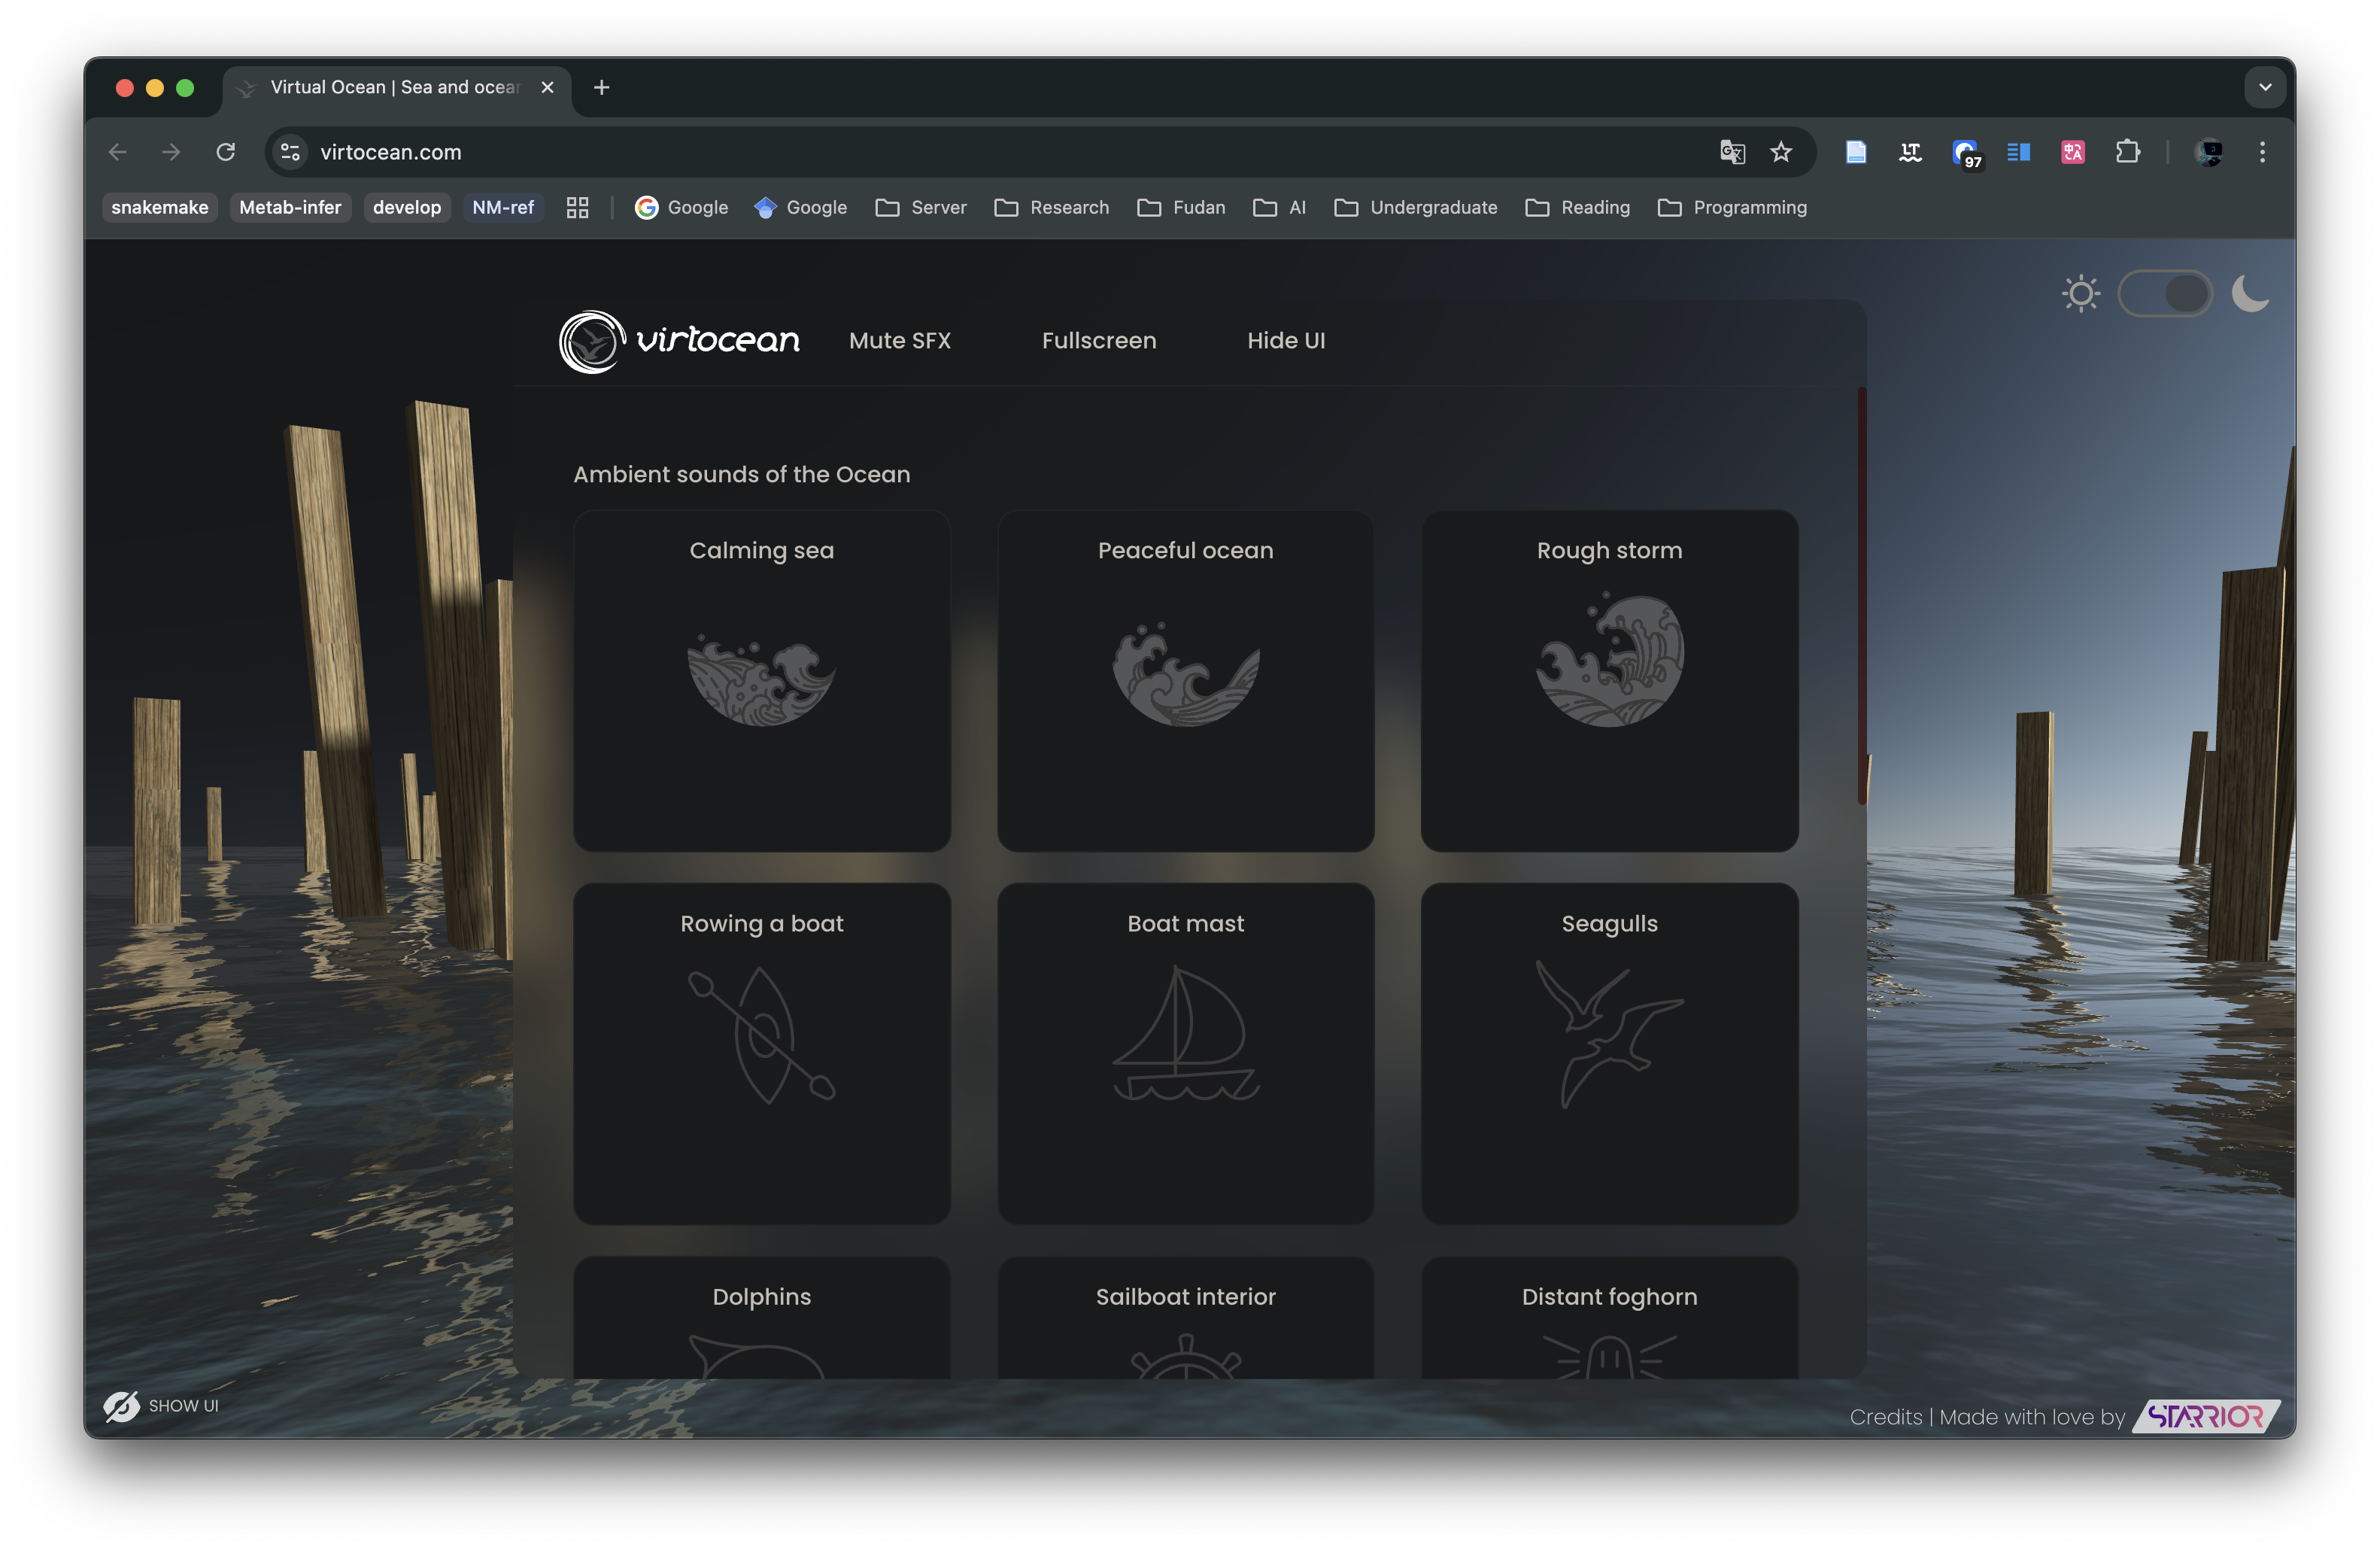 Virtual Ocean | Sea and ocean
virtocean.com
97
snakemake Metab-infer develop NM-ref Google Google Server Research Fudan AI Undergraduate Reading Programming
virtocean Mute SFX Fullscreen Hide UI
Ambient sounds of the Ocean
Calming sea Peaceful ocean Rough storm
Rowing a boat Boat mast Seagulls
Dolphins Sailboat interior Distant foghorn
SHOW UI
Credits | Made with love by STARRIOR